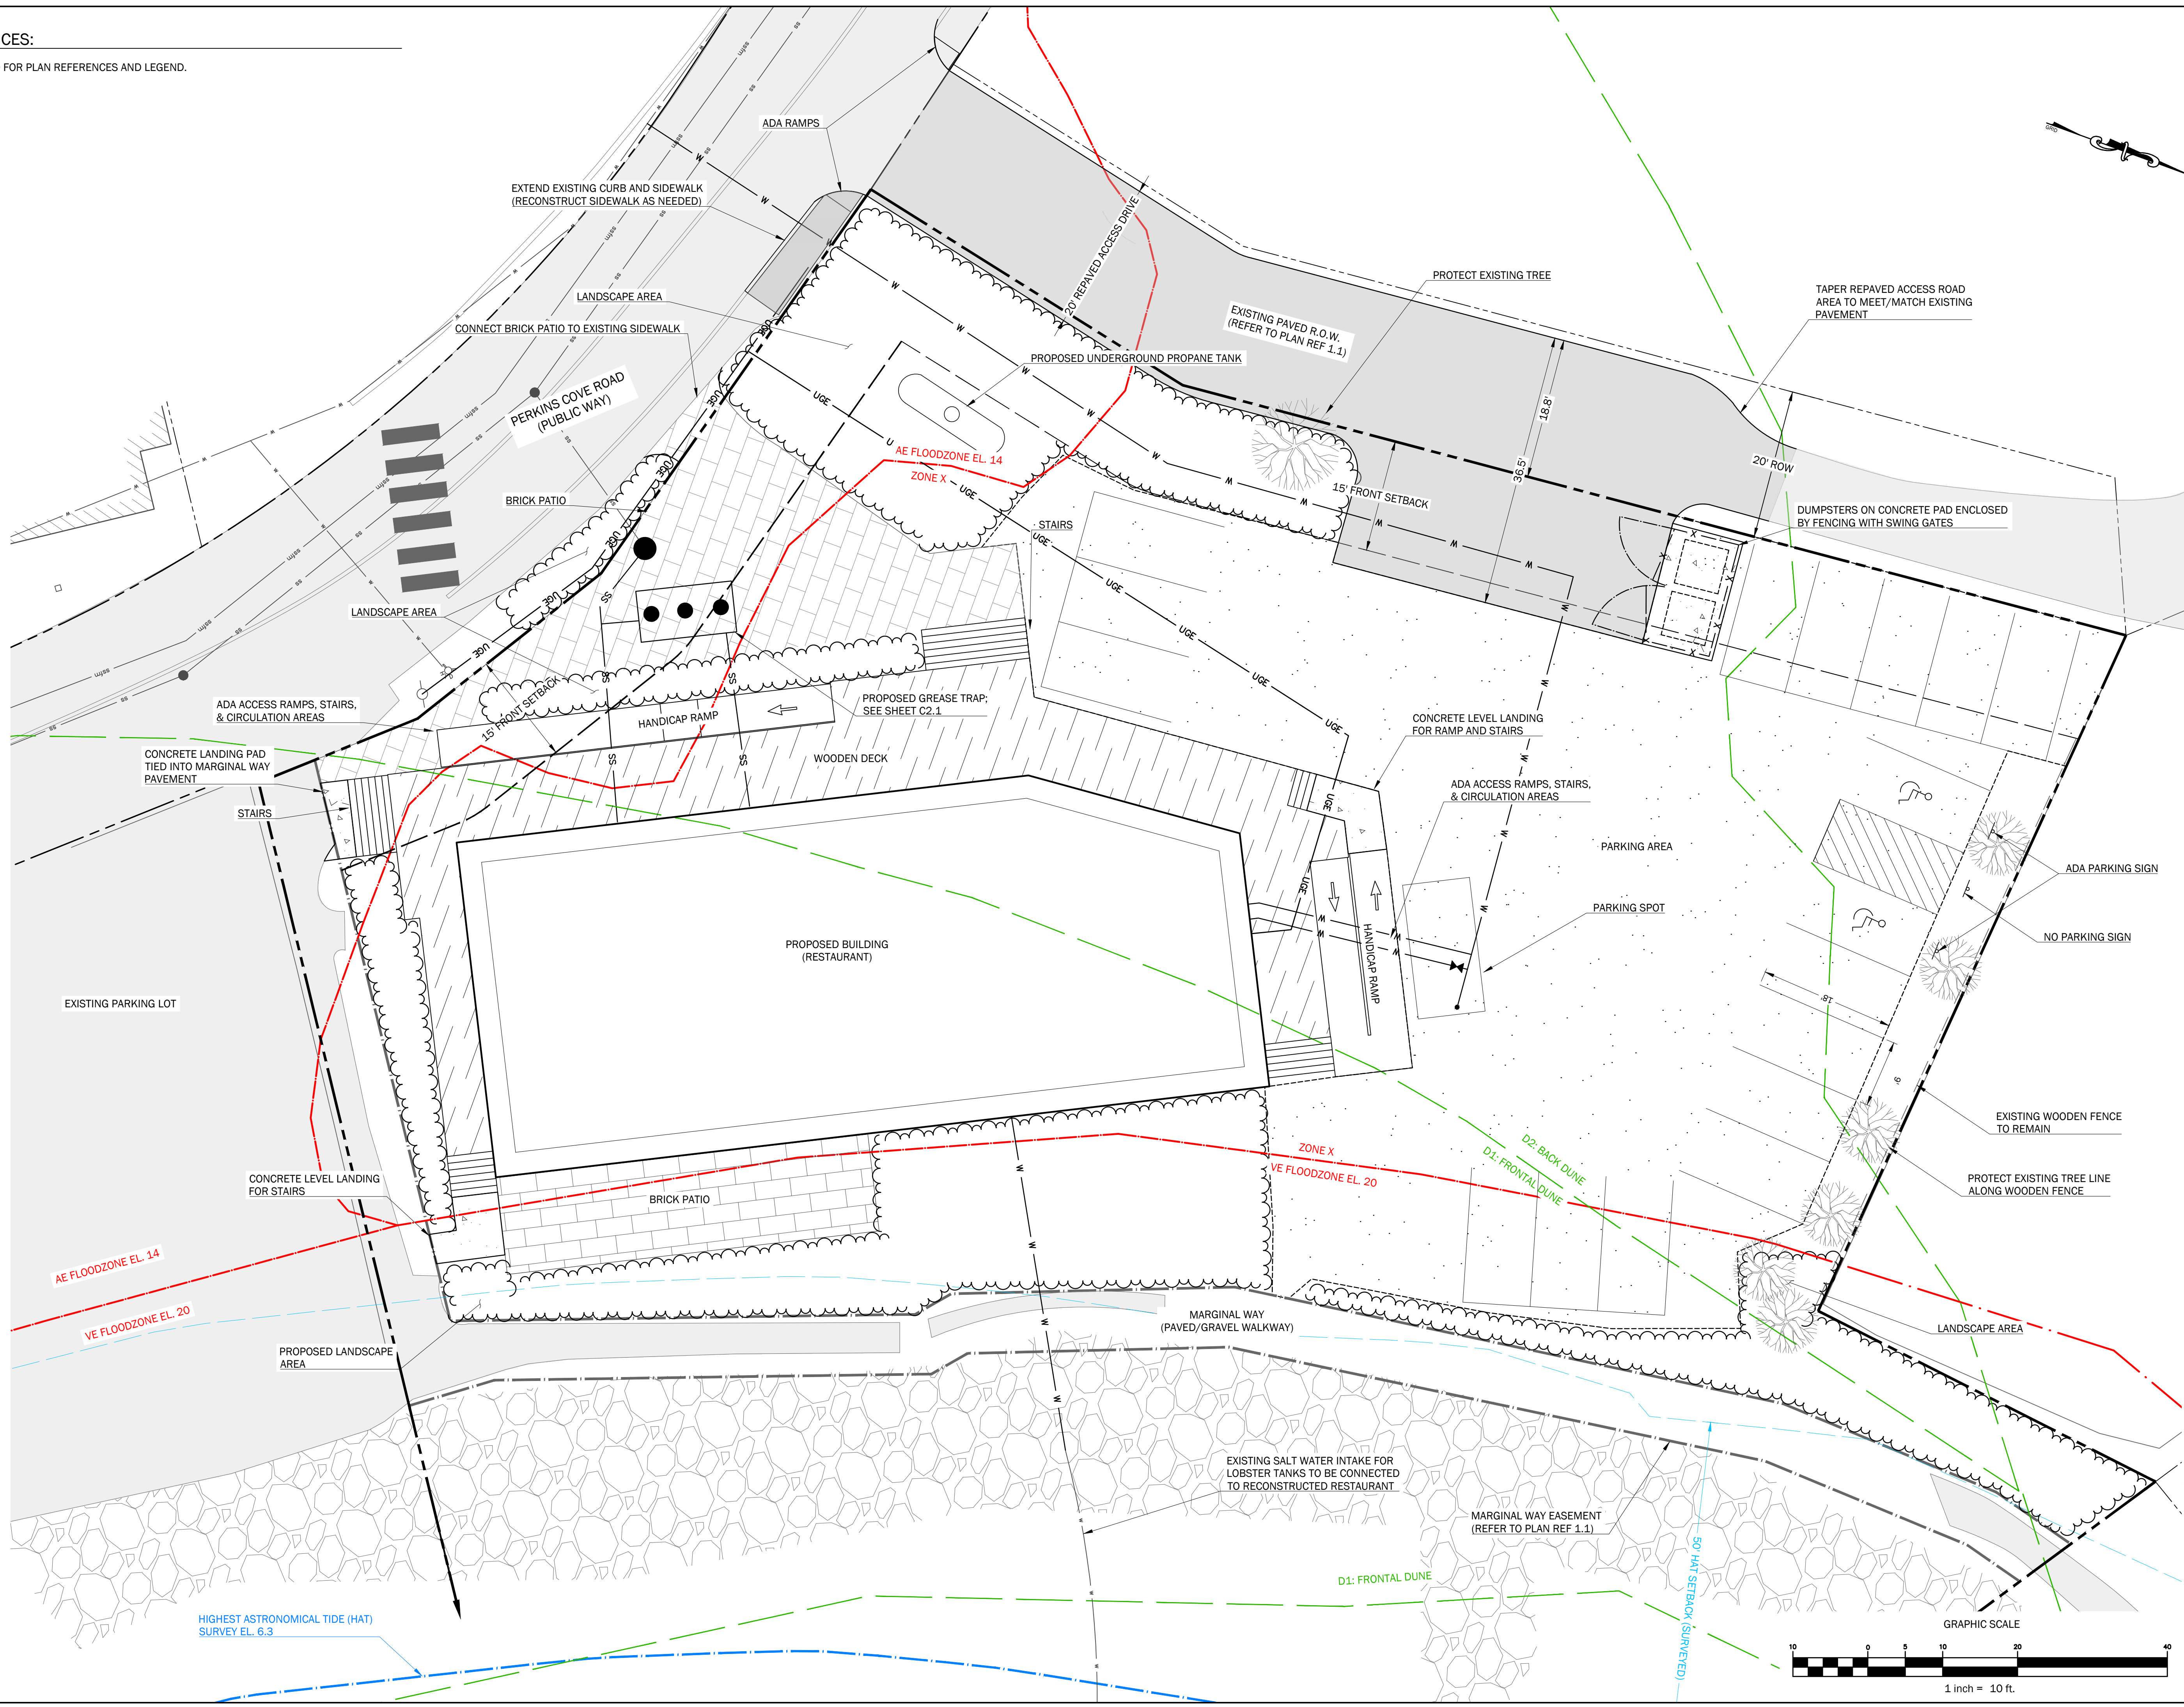 CES:
FOR PLAN REFERENCES AND LEGEND.
GRID
ADA RAMPS
EXTEND EXISTING CURB AND SIDEWALK
(RECONSTRUCT SIDEWALK AS NEEDED)
20' REPAVED ACCESS DRIVE
LANDSCAPE AREA
CONNECT BRICK PATIO TO EXISTING SIDEWALK
PROTECT EXISTING TREE
TAPER REPAVED ACCESS ROAD
AREA TO MEET/MATCH EXISTING
PAVEMENT
EXISTING PAVED R.O.W.
(REFER TO PLAN REF 1.1)
PROPOSED UNDERGROUND PROPANE TANK
PERKINS COVE ROAD
(PUBLIC WAY)
18.8'
36.5'
20' ROW
AE FLOODZONE EL. 14
ZONE X
15' FRONT SETBACK
BRICK PATIO
STAIRS
DUMPSTERS ON CONCRETE PAD ENCLOSED
BY FENCING WITH SWING GATES
LANDSCAPE AREA
ADA ACCESS RAMPS, STAIRS,
& CIRCULATION AREAS
15' FRONT SETBACK
HANDICAP RAMP
PROPOSED GREASE TRAP;
SEE SHEET C2.1
CONCRETE LEVEL LANDING
FOR RAMP AND STAIRS
CONCRETE LANDING PAD
TIED INTO MARGINAL WAY
PAVEMENT
WOODEN DECK
STAIRS
ADA ACCESS RAMPS, STAIRS,
& CIRCULATION AREAS
PARKING AREA
ADA PARKING SIGN
PARKING SPOT
NO PARKING SIGN
PROPOSED BUILDING
(RESTAURANT)
HANDICAP RAMP
EXISTING PARKING LOT
18'
9'
EXISTING WOODEN FENCE
TO REMAIN
D2: BACK DUNE
D1: FRONTAL DUNE
ZONE X
VE FLOODZONE EL. 20
CONCRETE LEVEL LANDING
FOR STAIRS
BRICK PATIO
PROTECT EXISTING TREE LINE
ALONG WOODEN FENCE
AE FLOODZONE EL. 14
VE FLOODZONE EL. 20
MARGINAL WAY
(PAVED/GRAVEL WALKWAY)
LANDSCAPE AREA
PROPOSED LANDSCAPE
AREA
EXISTING SALT WATER INTAKE FOR
LOBSTER TANKS TO BE CONNECTED
TO RECONSTRUCTED RESTAURANT
MARGINAL WAY EASEMENT
(REFER TO PLAN REF 1.1)
50' HAT SETBACK (SURVEYED)
D1: FRONTAL DUNE
HIGHEST ASTRONOMICAL TIDE (HAT)
SURVEY EL. 6.3
GRAPHIC SCALE
10 0 5 10 20 40
1 inch = 10 ft.